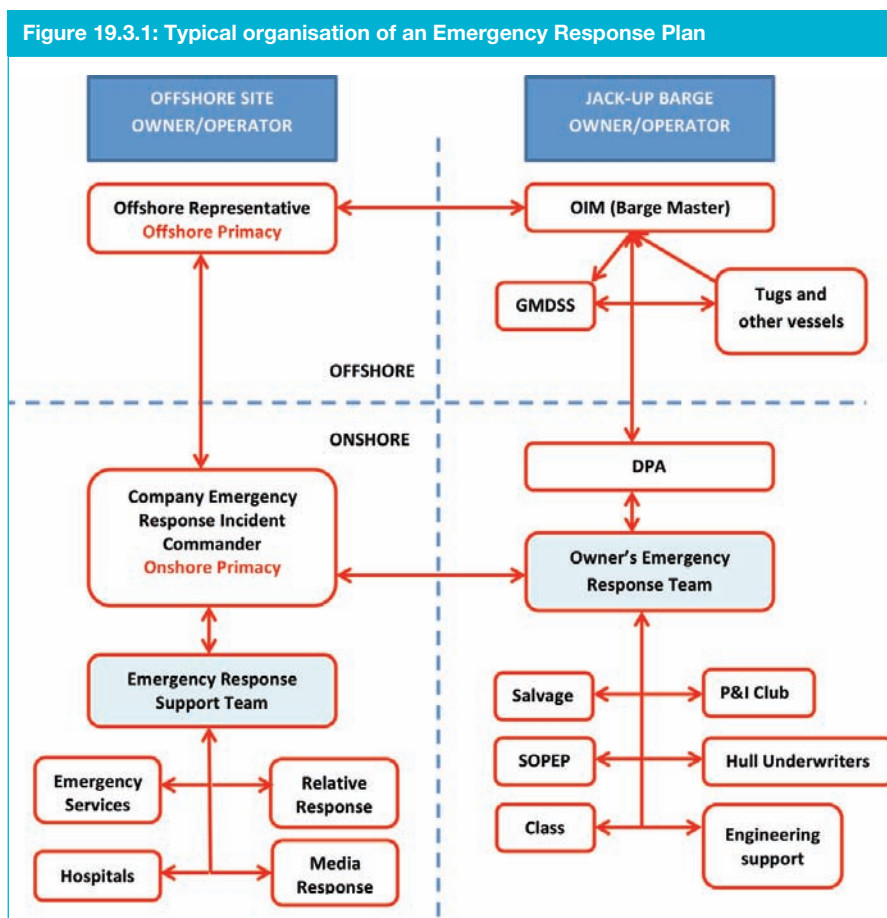 Figure 19.3.1: Typical organisation of an Emergency Response Plan
OFFSHORE SITE
OWNER/OPERATOR
JACK-UP BARGE
OWNER/OPERATOR
Offshore Representative
Offshore Primacy
OIM (Barge Master)
GMDSS
Tugs and
other vessels
OFFSHORE
ONSHORE
DPA
Company Emergency
Response Incident
Commander
Onshore Primacy
Owner's Emergency
Response Team
Emergency Response
Support Team
Salvage
P&I Club
SOPEP
Hull Underwriters
Class
Engineering
support
Emergency
Services
Relative
Response
Hospitals
Media
Response